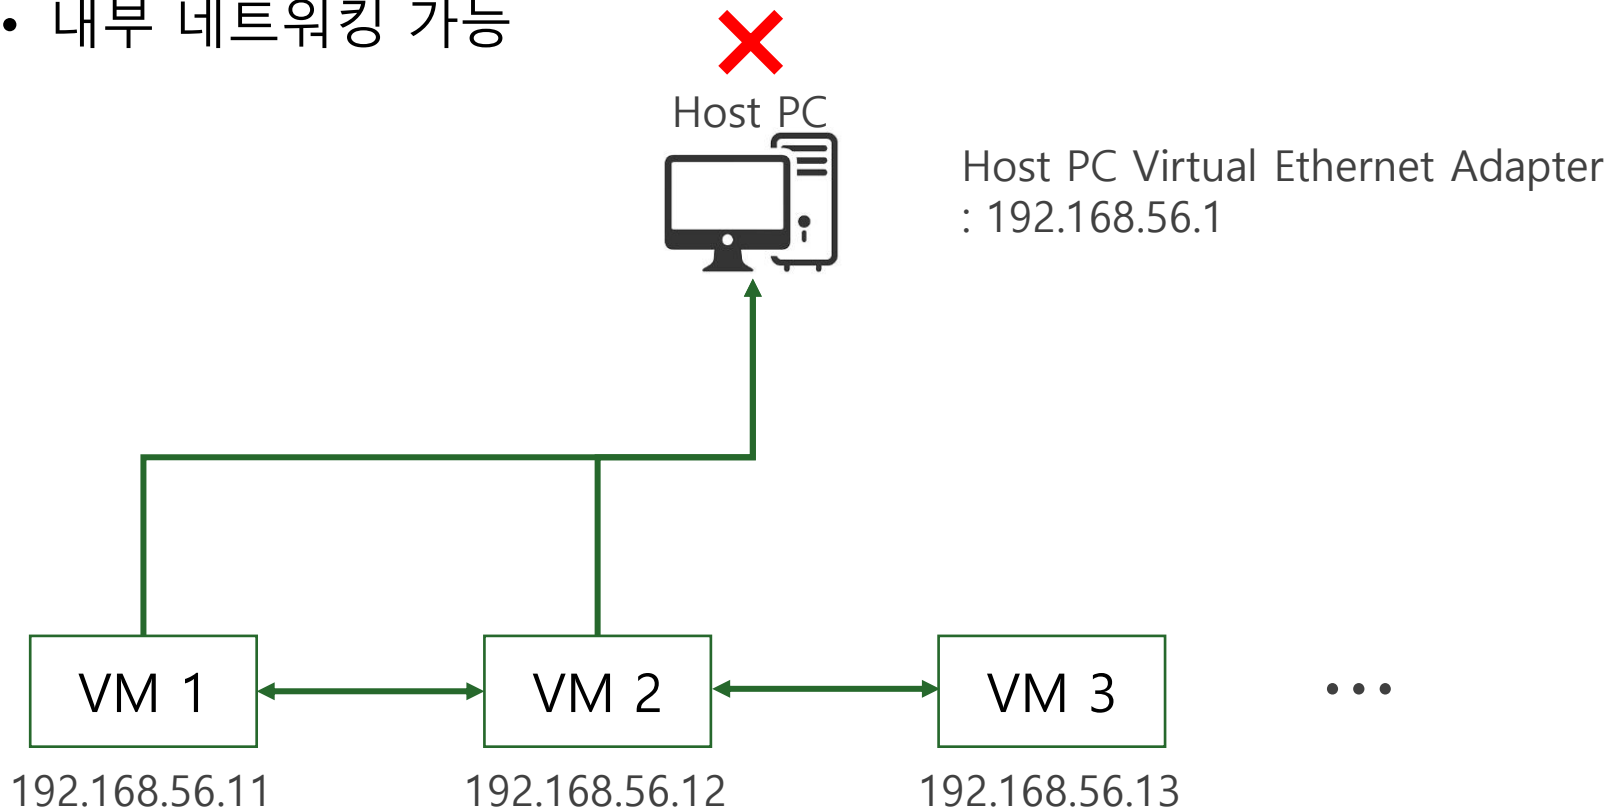 • 내부 네트워킹 가능
Host PC
Host PC Virtual Ethernet Adapter
: 192.168.56.1
VM 1
VM 2
VM 3
...
192.168.56.11
192.168.56.12
192.168.56.13